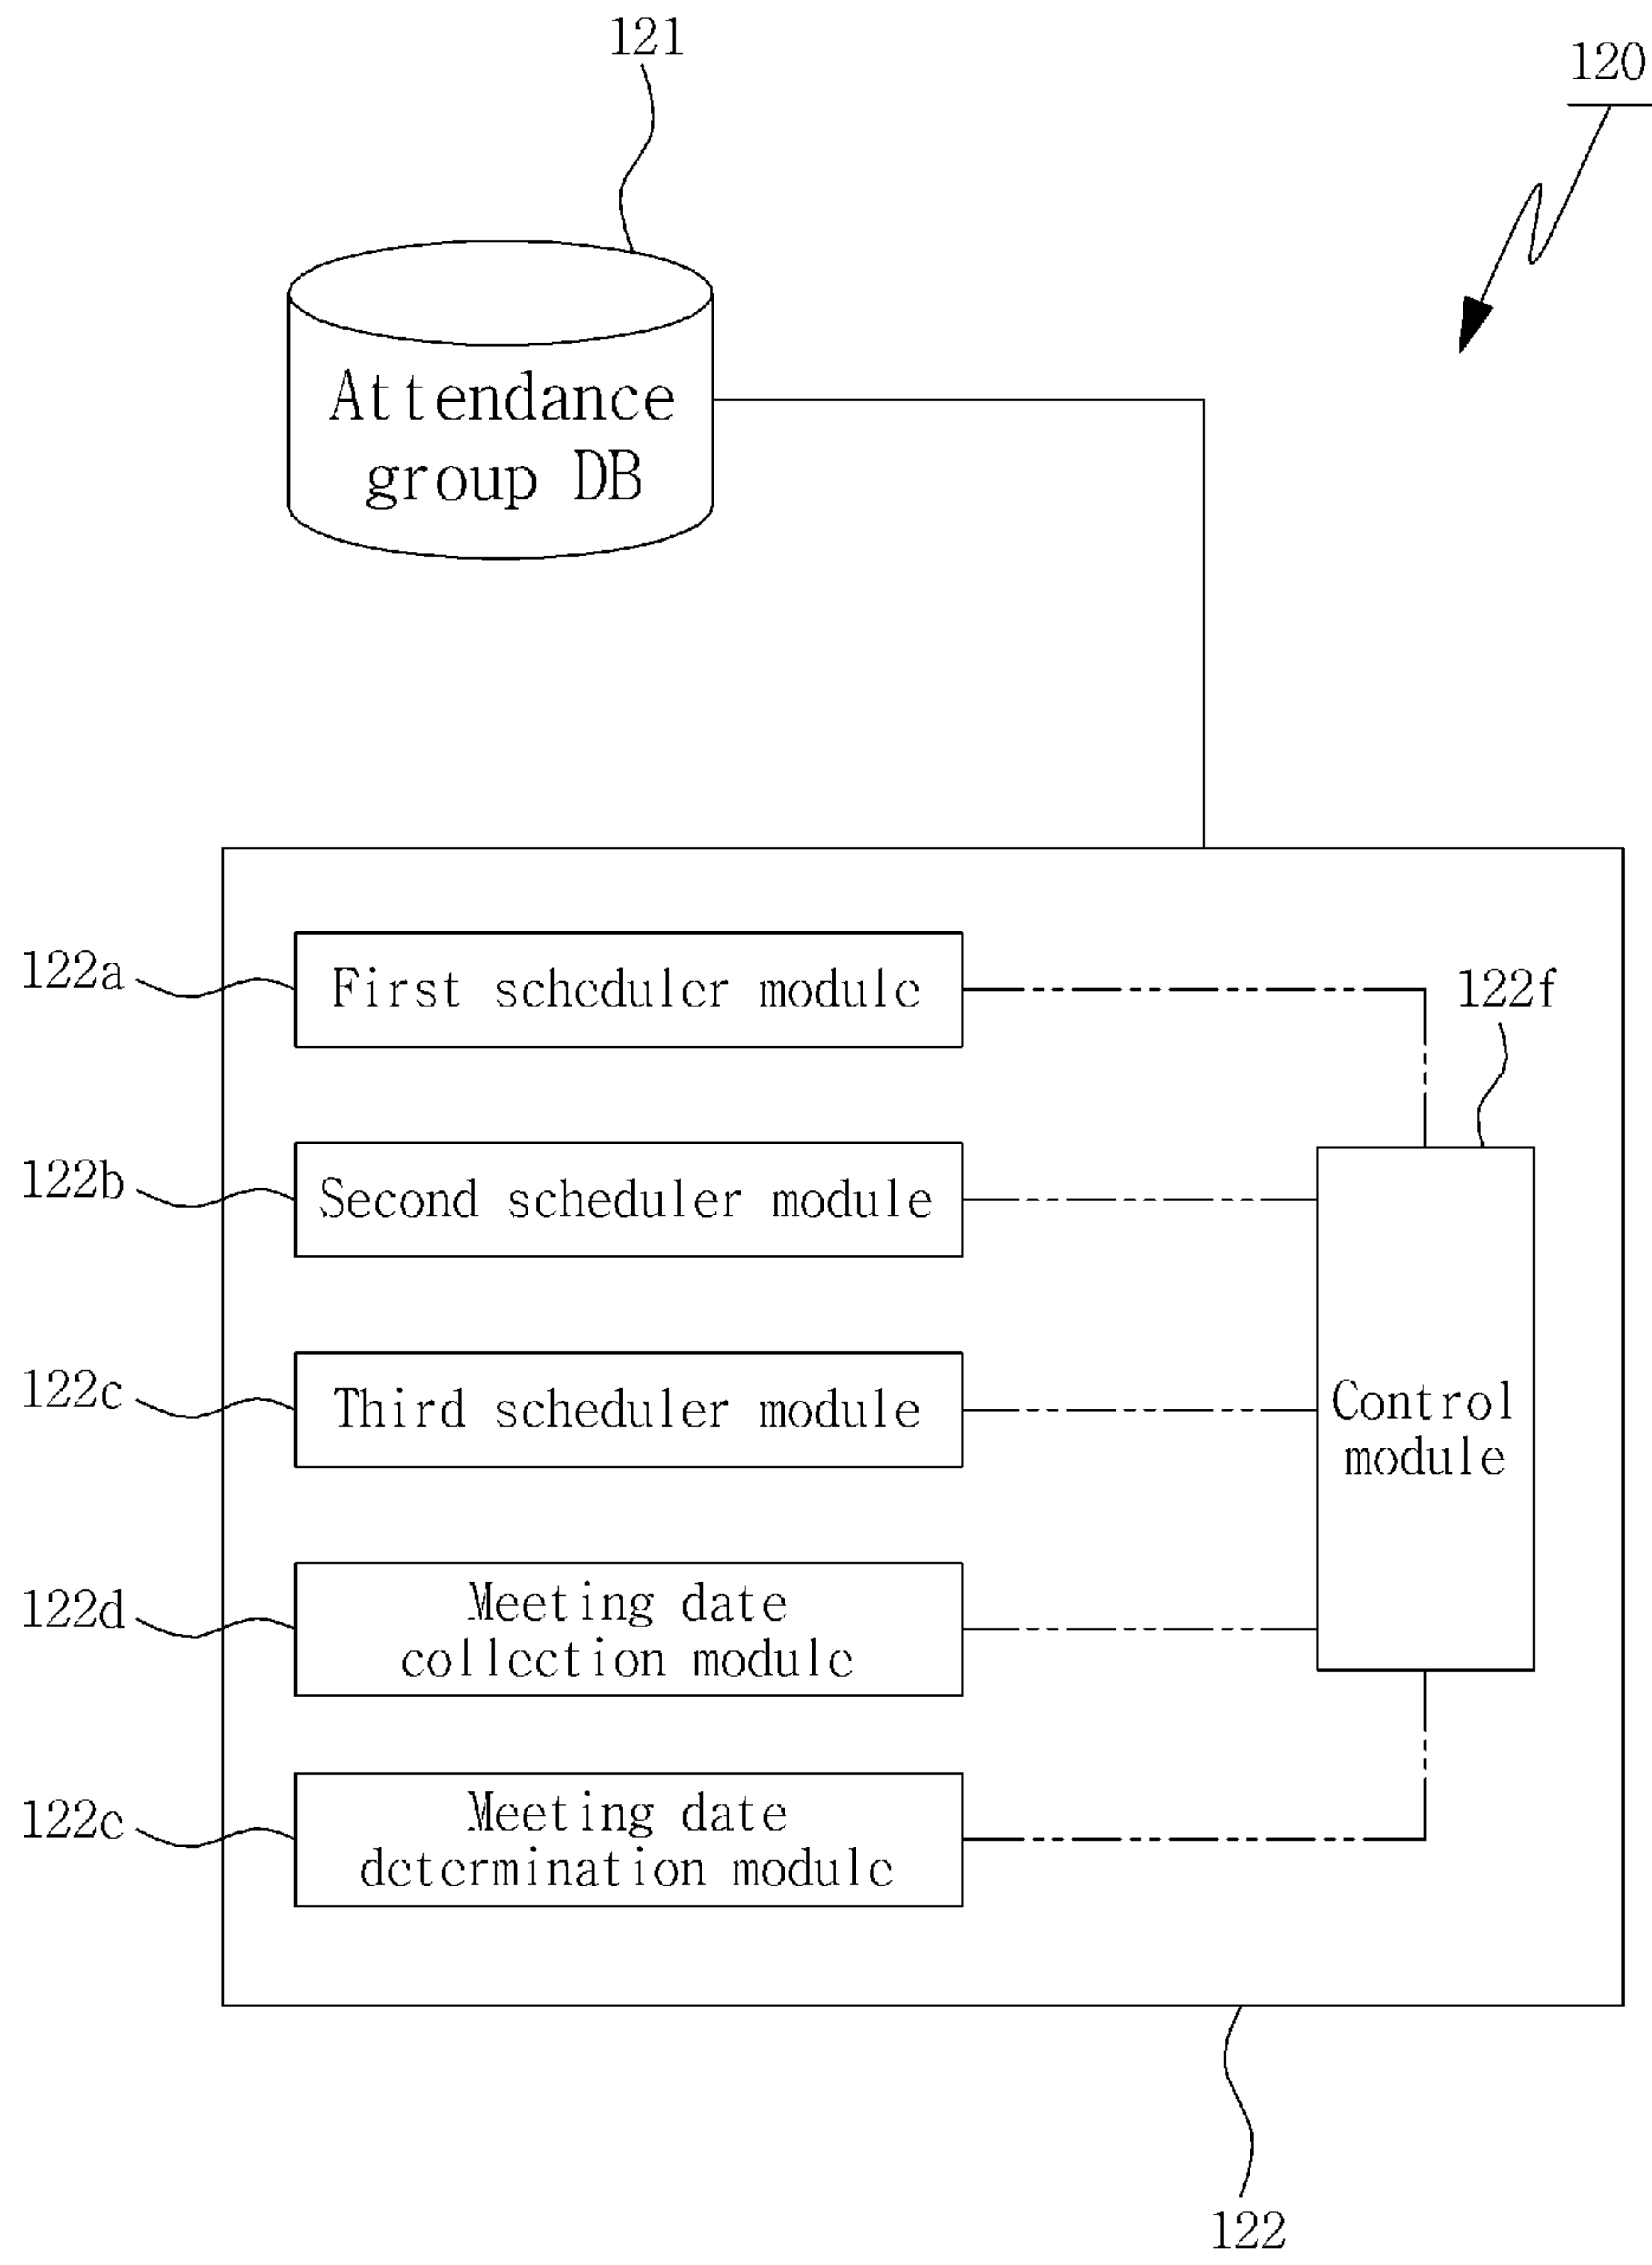 121
120
Attendance
group DB
122a
First scheduler module
122f
122b
Second scheduler module
122c
Third scheduler module
Control
module
122d
Meeting date
collection module
122e
Meeting date
determination module
122